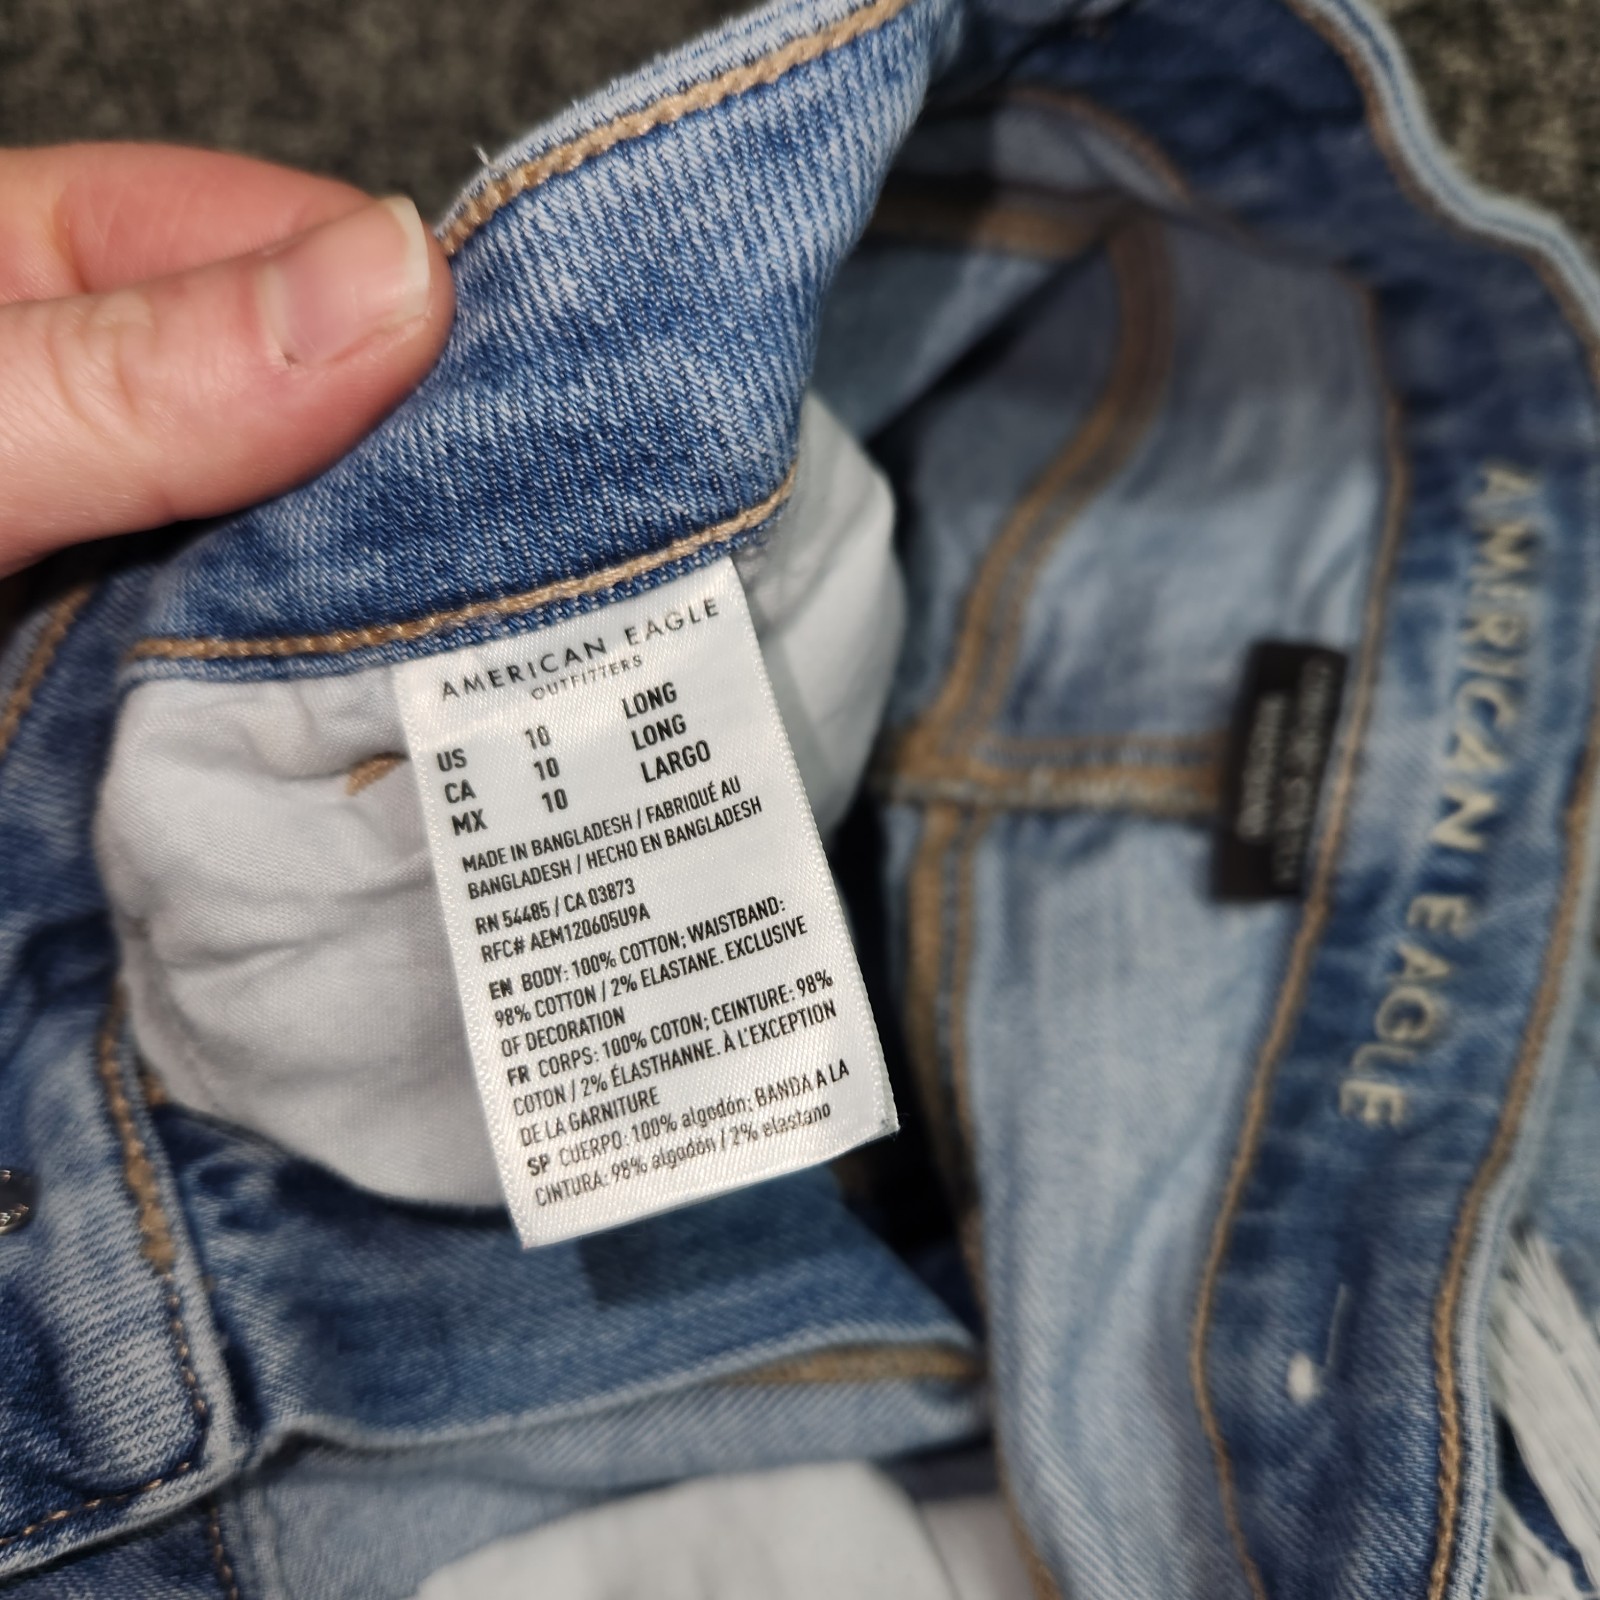 AMERICAN EAGLE
OUTFITTERS
US 10 LONG
CA 10 LONG
MX 10 LARGO
MADE IN BANGLADESH / FABRIQUÉ AU
BANGLADESH / HECHO EN BANGLADESH
RN 54485 / CA 03873
RFC# AEM120605U9A
EN BODY: 100% COTTON; WAISTBAND:
98% COTTON / 2% ELASTANE. EXCLUSIVE
OF DECORATION
FR CORPS: 100% COTON; CEINTURE: 98%
COTON / 2% ÉLASTHANNE. À L'EXCEPTION
DE LA GARNITURE
SP CUERPO: 100% algodón; BANDA A LA
CINTURA: 98% algodón / 2% elastano
AMERICAN EAGLE